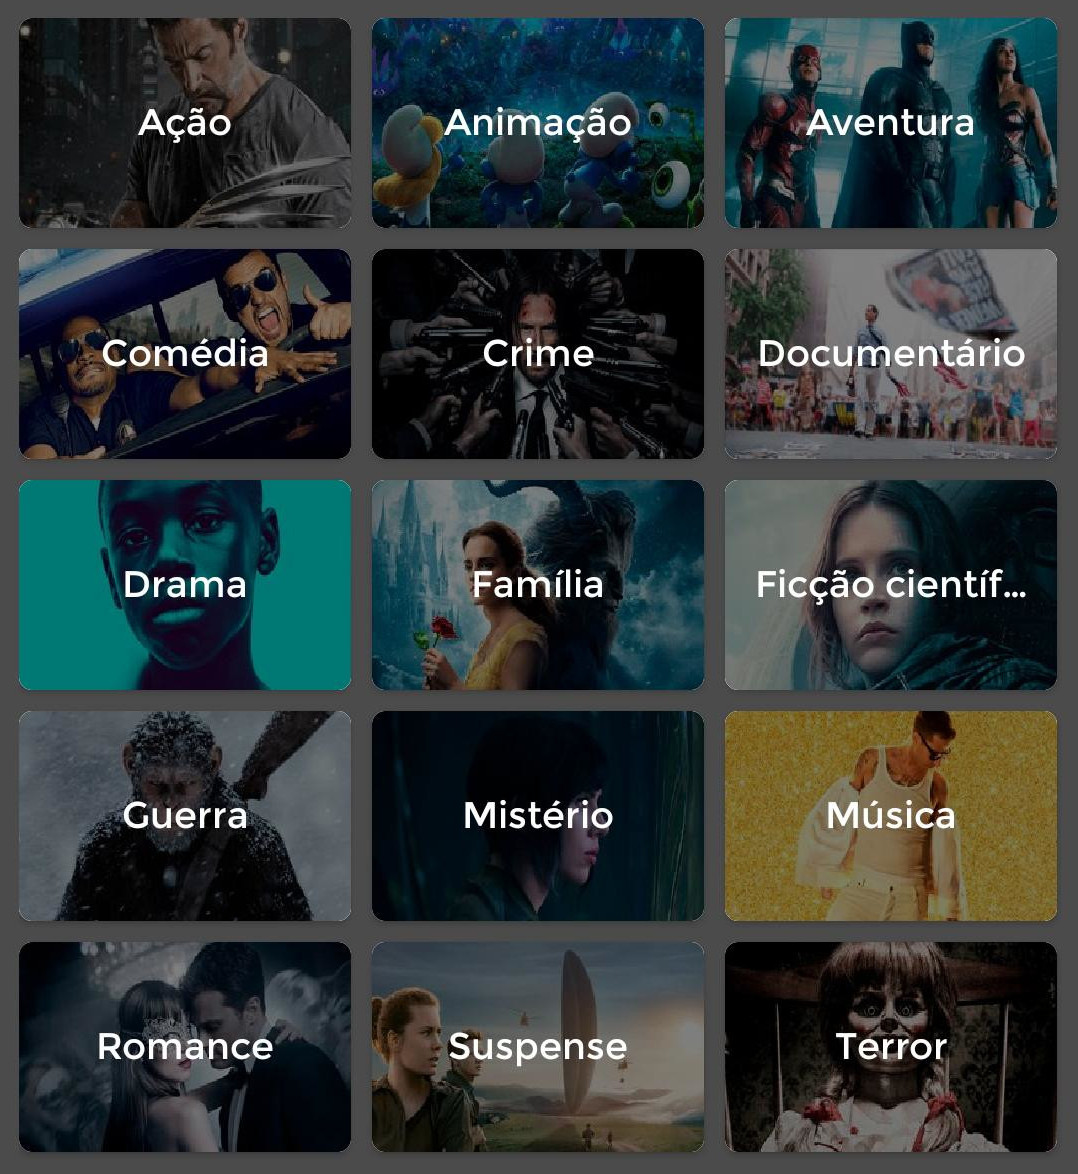 Ação
Animação
Aventura
Comédia
Crime
Documentário
Drama
Família
Ficção científ...
Guerra
Mistério
Música
Romance
Suspense
Terror